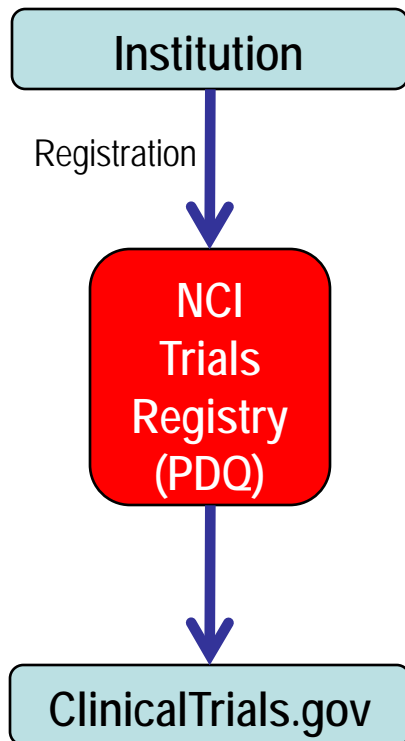 Institution
Registration
NCI
Trials
Registry
(PDQ)
ClinicalTrials.gov